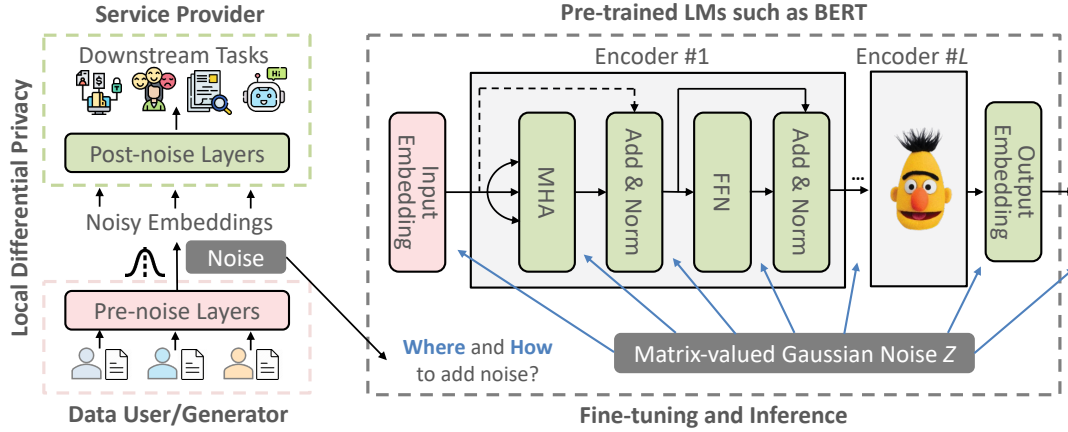 Service Provider
Downstream Tasks
Hi
Post-noise Layers
Noisy Embeddings
Noise
Pre-noise Layers
Data User/Generator
Local Differential Privacy
Pre-trained LMs such as BERT
Encoder #1
Encoder #L
Input
Embedding
MHA
Add & Norm
FFN
Add & Norm
...
Output
Embedding
Where and How
to add noise?
Matrix-valued Gaussian Noise Z
Fine-tuning and Inference